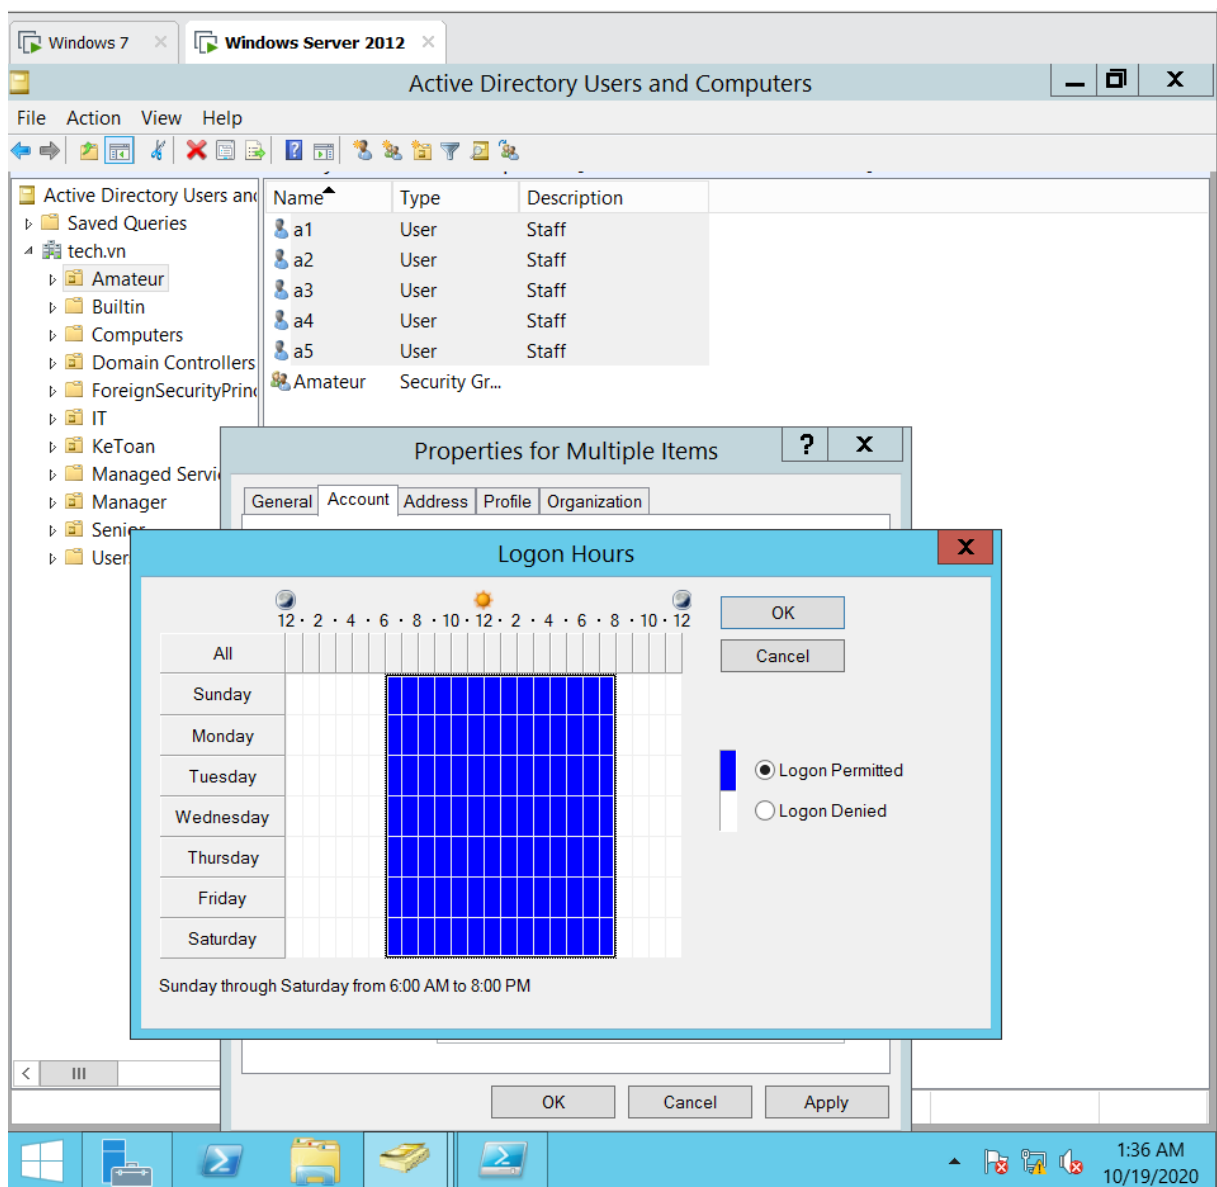 Windows 7
Windows Server 2012
Active Directory Users and Computers
File Action View Help
Active Directory Users and
Name Type Description
Saved Queries
a1 User Staff
tech.vn
a2 User Staff
Amateur
a3 User Staff
Builtin
a4 User Staff
Computers
a5 User Staff
Domain Controllers
Amateur Security Gr...
ForeignSecurityPrinc
IT
KeToan
Managed Servi
Manager
Senior
User
Properties for Multiple Items
? X
General Account Address Profile Organization
Logon Hours
X
12 · 2 · 4 · 6 · 8 · 10 · 12 · 2 · 4 · 6 · 8 · 10 · 12
OK
All
Cancel
Sunday
Monday
Tuesday
Logon Permitted
Wednesday
Logon Denied
Thursday
Friday
Saturday
Sunday through Saturday from 6:00 AM to 8:00 PM
OK Cancel Apply
1:36 AM
10/19/2020